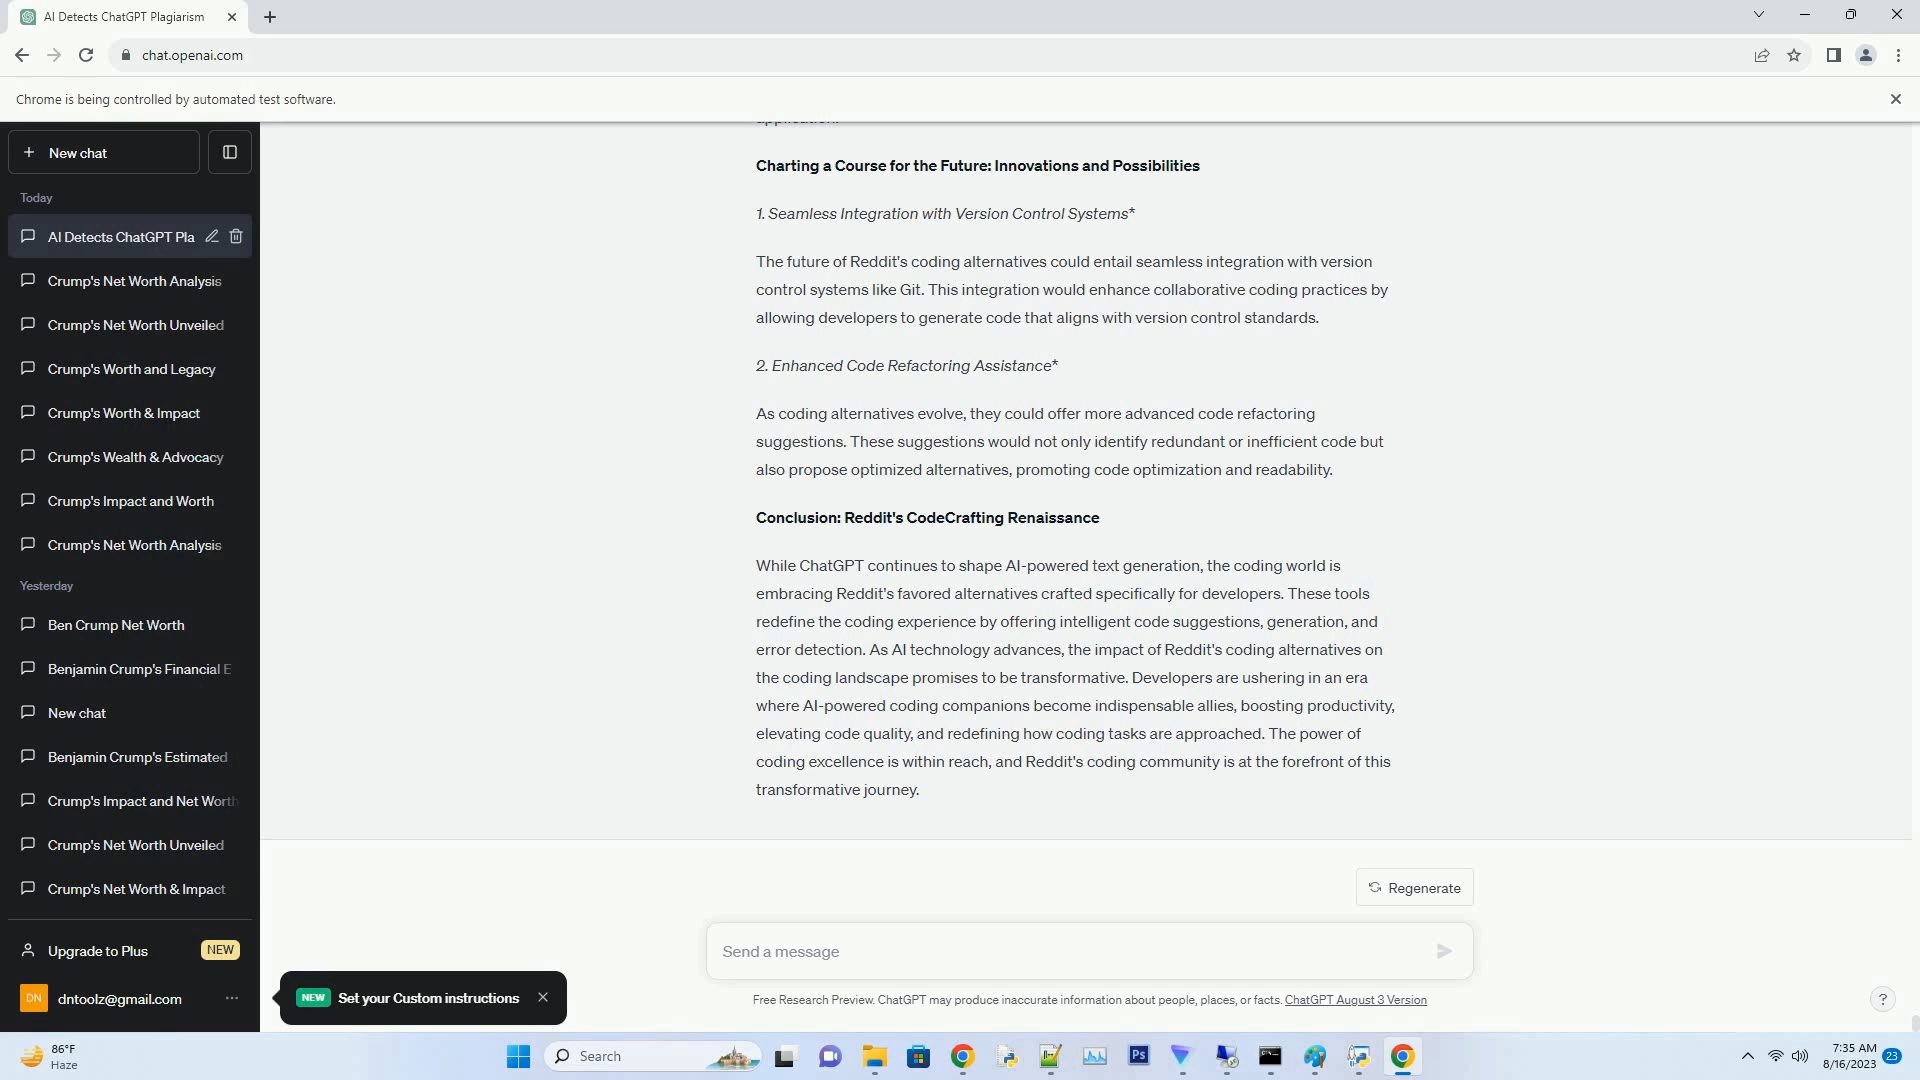 AI Detects ChatGPT Plagiarism
chat.openai.com
Chrome is being controlled by automated test software.
New chat
Today
AI Detects ChatGPT Pla
Crump's Net Worth Analysis
Crump's Net Worth Unveiled
Crump's Worth and Legacy
Crump's Worth & Impact
Crump's Wealth & Advocacy
Crump's Impact and Worth
Crump's Net Worth Analysis
Yesterday
Ben Crump Net Worth
Benjamin Crump's Financial E
New chat
Benjamin Crump's Estimated
Crump's Impact and Net Worth
Crump's Net Worth Unveiled
Crump's Net Worth & Impact
Upgrade to Plus NEW
DN dntoolz@gmail.com
application.
Charting a Course for the Future: Innovations and Possibilities
1. Seamless Integration with Version Control Systems*
The future of Reddit's coding alternatives could entail seamless integration with version
control systems like Git. This integration would enhance collaborative coding practices by
allowing developers to generate code that aligns with version control standards.
2. Enhanced Code Refactoring Assistance*
As coding alternatives evolve, they could offer more advanced code refactoring
suggestions. These suggestions would not only identify redundant or inefficient code but
also propose optimized alternatives, promoting code optimization and readability.
Conclusion: Reddit's CodeCrafting Renaissance
While ChatGPT continues to shape AI-powered text generation, the coding world is
embracing Reddit's favored alternatives crafted specifically for developers. These tools
redefine the coding experience by offering intelligent code suggestions, generation, and
error detection. As AI technology advances, the impact of Reddit's coding alternatives on
the coding landscape promises to be transformative. Developers are ushering in an era
where AI-powered coding companions become indispensable allies, boosting productivity,
elevating code quality, and redefining how coding tasks are approached. The power of
coding excellence is within reach, and Reddit's coding community is at the forefront of this
transformative journey.
Regenerate
Send a message
NEW Set your Custom instructions
Free Research Preview. ChatGPT may produce inaccurate information about people, places, or facts. ChatGPT August 3 Version
?
86°F
Haze
Search
Ps
7:35 AM
8/16/2023
23